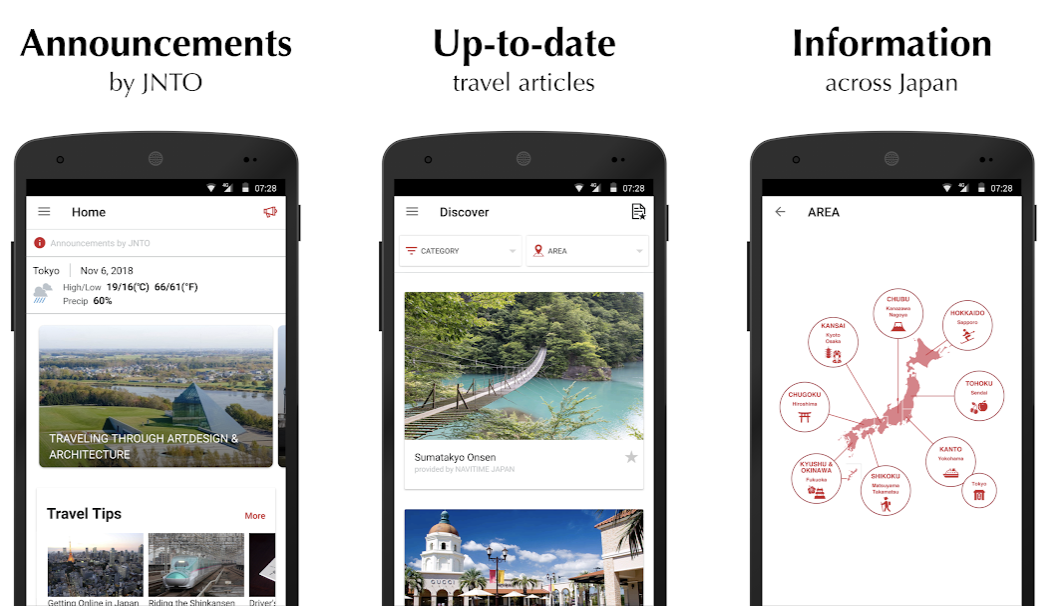 Announcements
by JNTO
07:28
Home
Announcements by JNTO
Tokyo
Nov 6, 2018
High/Low 19/16(℃) 66/61(°F)
Precip 60%
TRAVELING THROUGH ART,DESIGN &
ARCHITECTURE
Travel Tips
More
Getting Online in Japan
Riding the Shinkansen
Driver's
Up-to-date
travel articles
4G
07:28
Discover
CATEGORY
AREA
Sumatakyo Onsen
provided by NAVITIME JAPAN
GUCCI
Information
across Japan
4G
07:28
AREA
CHUBU
Kanazawa
Nagoya
HOKKAIDO
Sapporo
KANSAI
Kyoto
Osaka
TOHOKU
Sendai
CHUGOKU
Hiroshima
KANTO
Yokohama
KYUSHU &
OKINAWA
Fukuoka
SHIKOKU
Matsuyama
Takamatsu
Tokyo